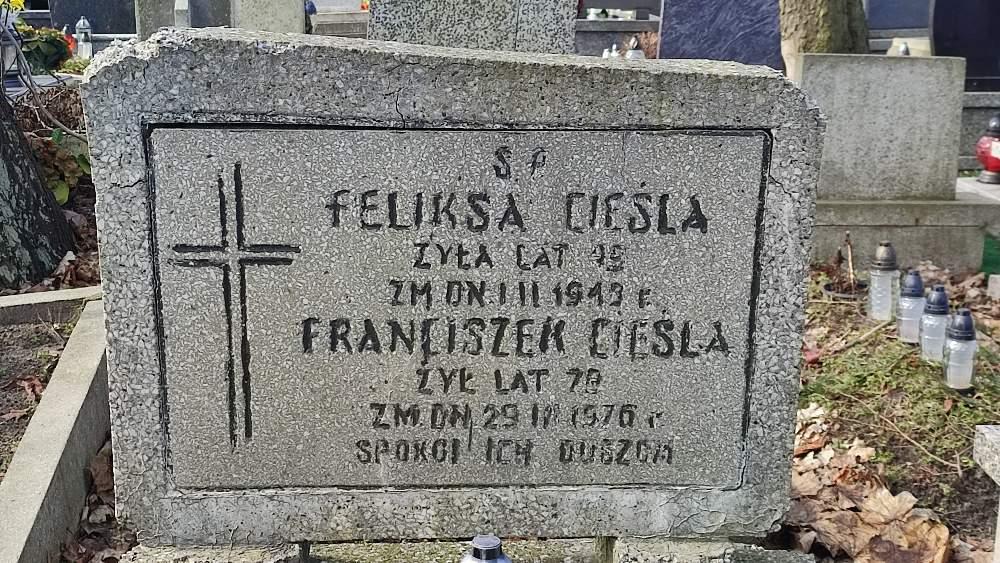 Ś P
FELIKSA CIEŚLA
ŻYŁA LAT
ZM. DN. 1 II 1943 r.
FRANCISZEK CIEŚLA
ŻYŁ LAT 78
ZM. DN. 29 III 1976 r.
SPOKÓJ ICH DUSZOM